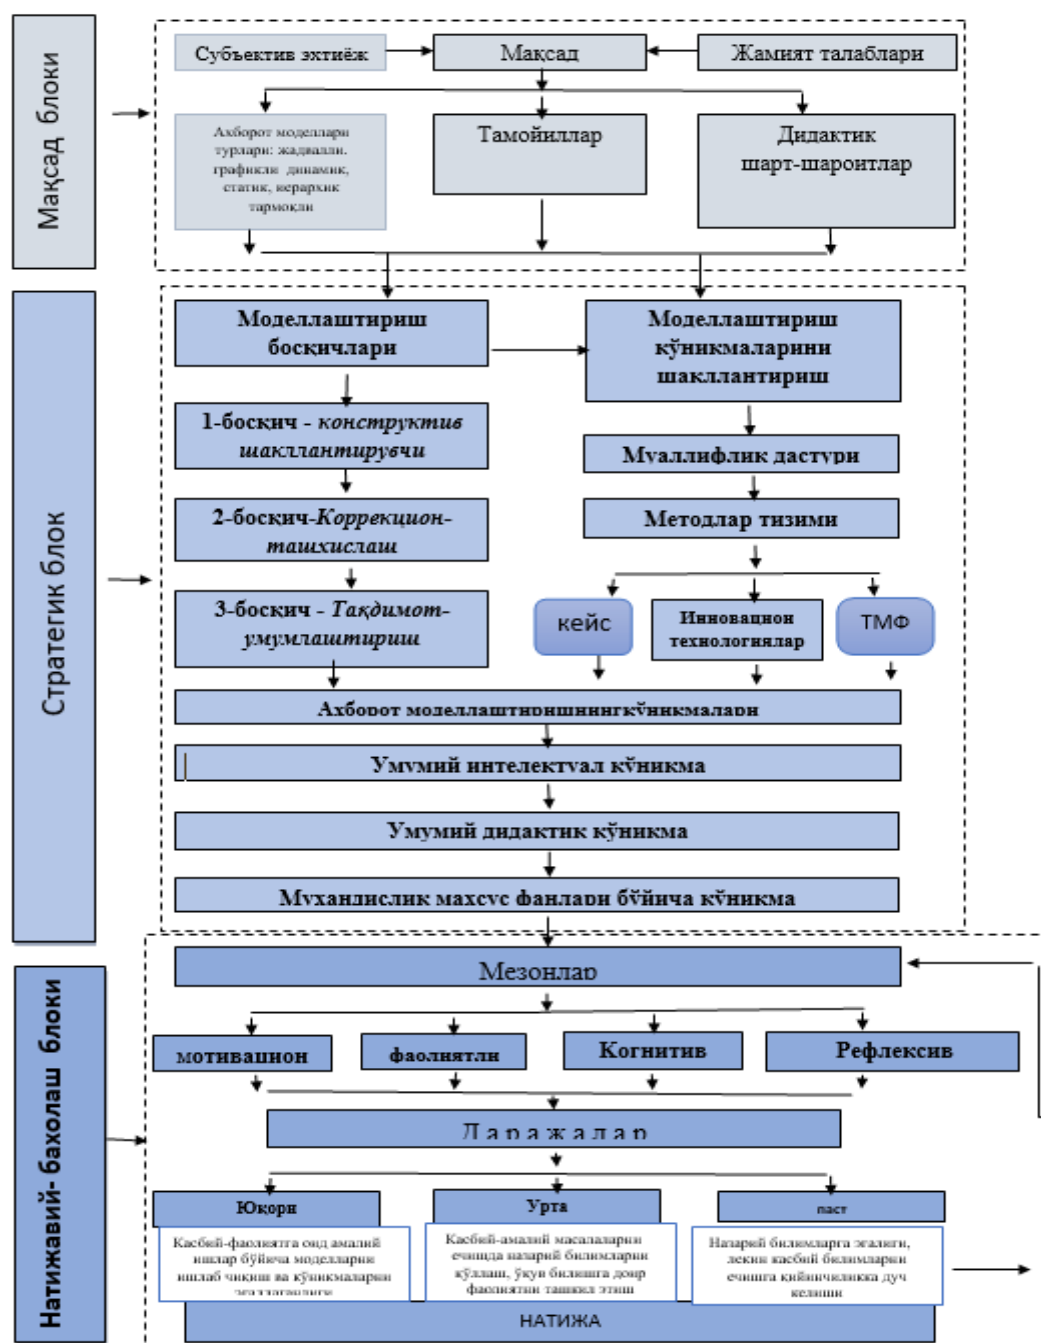 Мақсад блоки
Субъектив эҳтиёж
Мақсад
Жамият талаблари
Ахборот моделлари
турлари: жадвалли.
графикли динамик,
статик, иерархик
тармоқли
Тамойиллар
Дидактик
шарт-шароитлар
Стратегик блок
Моделлаштириш
босқичлари
Моделлаштириш
кўникмаларини
шакллантириш
1-босқич - конструктив
шакллантирувчи
Муаллифлик дастури
2-босқич-Коррекцион-
ташхислаш
Методлар тизими
3-босқич - Тақдимот-
умумлаштириш
кейс
Инновацион
технологиялар
ТМФ
Ахборот моделлаштиришнингкўникмалари
Умумий интелектуал кўникма
Умумий дидактик кўникма
Муҳандислик махсус фанлари бўйича кўникма
Натижавий- баҳолаш блоки
Мезонлар
мотивацион
фаолиятли
Когнитив
Рефлексив
Даражалар
Юқори
Урта
паст
Касбий-фаолиятга оид амалий
ишлар бўйича моделларни
ишлаб чиқиш ва кўникмаларни
эгаллаганлиги
Касбий-амалий масалаларни
ечишда назарий билимларни
қўллаш, ўқув билишга доир
фаолиятни ташкил этиш
Назарий билимларга эгалиги,
лекин касбий билимларни
ечишга қийинчиликка дуч
келиши
НАТИЖА